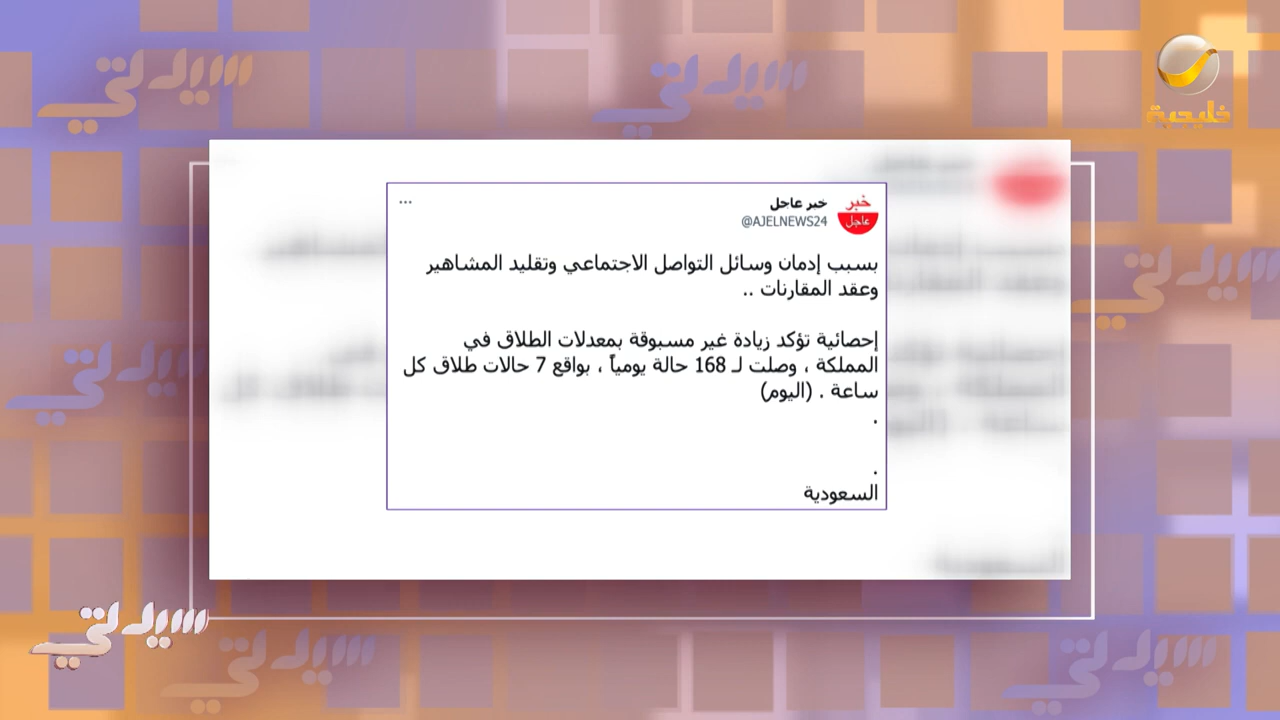 خليجية
خبر عاجل
خبر
عاجل
@AJELNEWS24
...
بسبب إدمان وسائل التواصل الاجتماعي وتقليد المشاهير
وعقد المقارنات ..
إحصائية تؤكد زيادة غير مسبوقة بمعدلات الطلاق في
المملكة ، وصلت لـ 168 حالة يومياً ، بواقع 7 حالات طلاق كل
ساعة . (اليوم)
.
.
السعودية
سيدتي